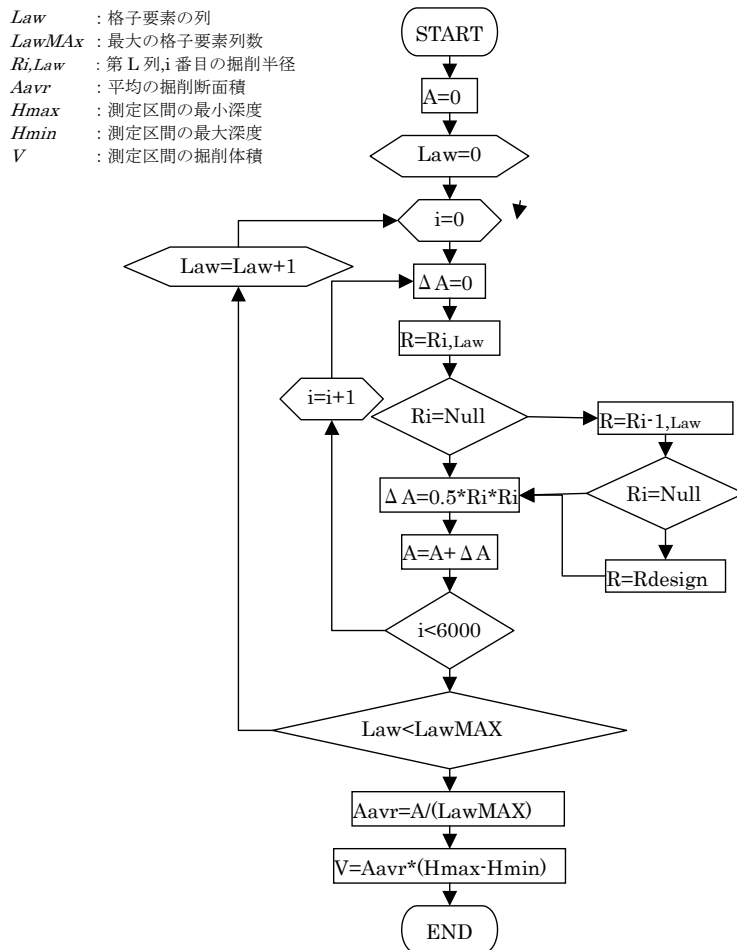 Law : 格子要素の列
LawMAx : 最大の格子要素列数
Ri,Law : 第 L 列,i 番目の掘削半径
Aavr : 平均の掘削断面積
Hmax : 測定区間の最小深度
Hmin : 測定区間の最大深度
V : 測定区間の掘削体積
START
A=0
Law=0
i=0
Law=Law+1
ΔA=0
R=Ri,Law
i=i+1
Ri=Null
R=Ri-1,Law
Ri=Null
ΔA=0.5*Ri*Ri
A=A+ΔA
R=Rdesign
i<6000
Law<LawMAX
Aavr=A/(LawMAX)
V=Aavr*(Hmax-Hmin)
END